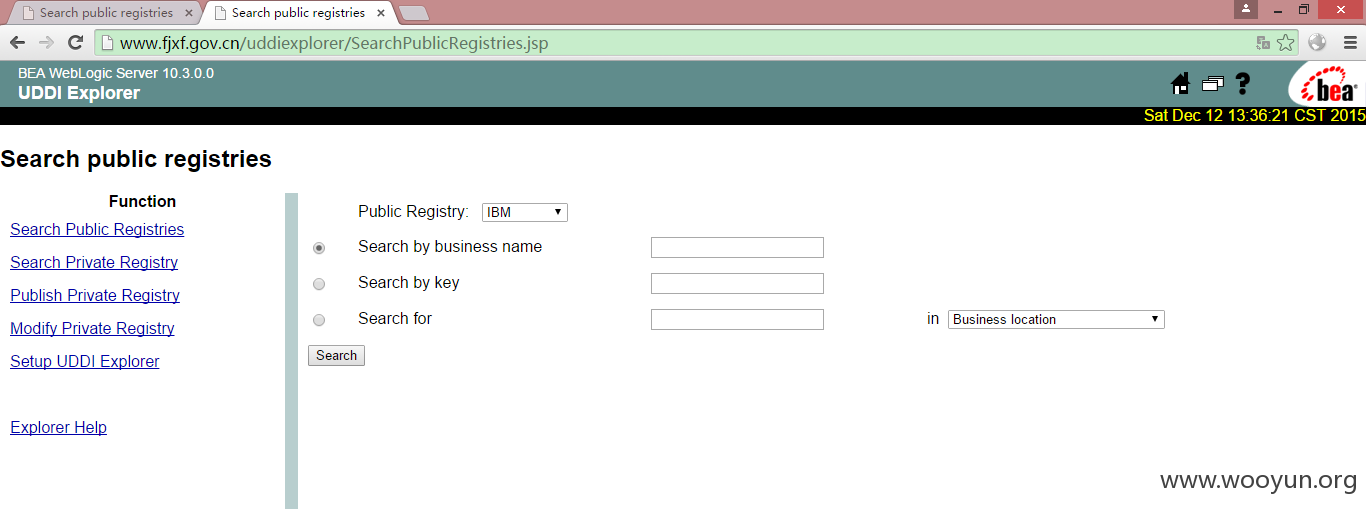 Search public registries
Search public registries
www.fjxf.gov.cn/uddiexplorer/SearchPublicRegistries.jsp
BEA WebLogic Server 10.3.0.0
UDDI Explorer
bea
Sat Dec 12 13:36:21 CST 2015
Search public registries
Function
Search Public Registries
Search Private Registry
Publish Private Registry
Modify Private Registry
Setup UDDI Explorer
Explorer Help
Public Registry: IBM
Search by business name
Search by key
Search for in Business location
Search
www.wooyun.org